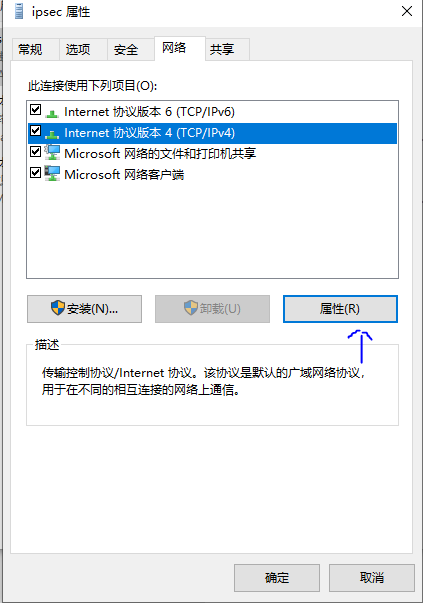 ipsec 属性
常规 选项 安全 网络 共享
此连接使用下列项目(O):
Internet 协议版本 6 (TCP/IPv6)
Internet 协议版本 4 (TCP/IPv4)
Microsoft 网络的文件和打印机共享
Microsoft 网络客户端
安装(N)... 卸载(U) 属性(R)
描述
传输控制协议/Internet 协议。该协议是默认的广域网络协议，
用于在不同的相互连接的网络上通信。
确定 取消